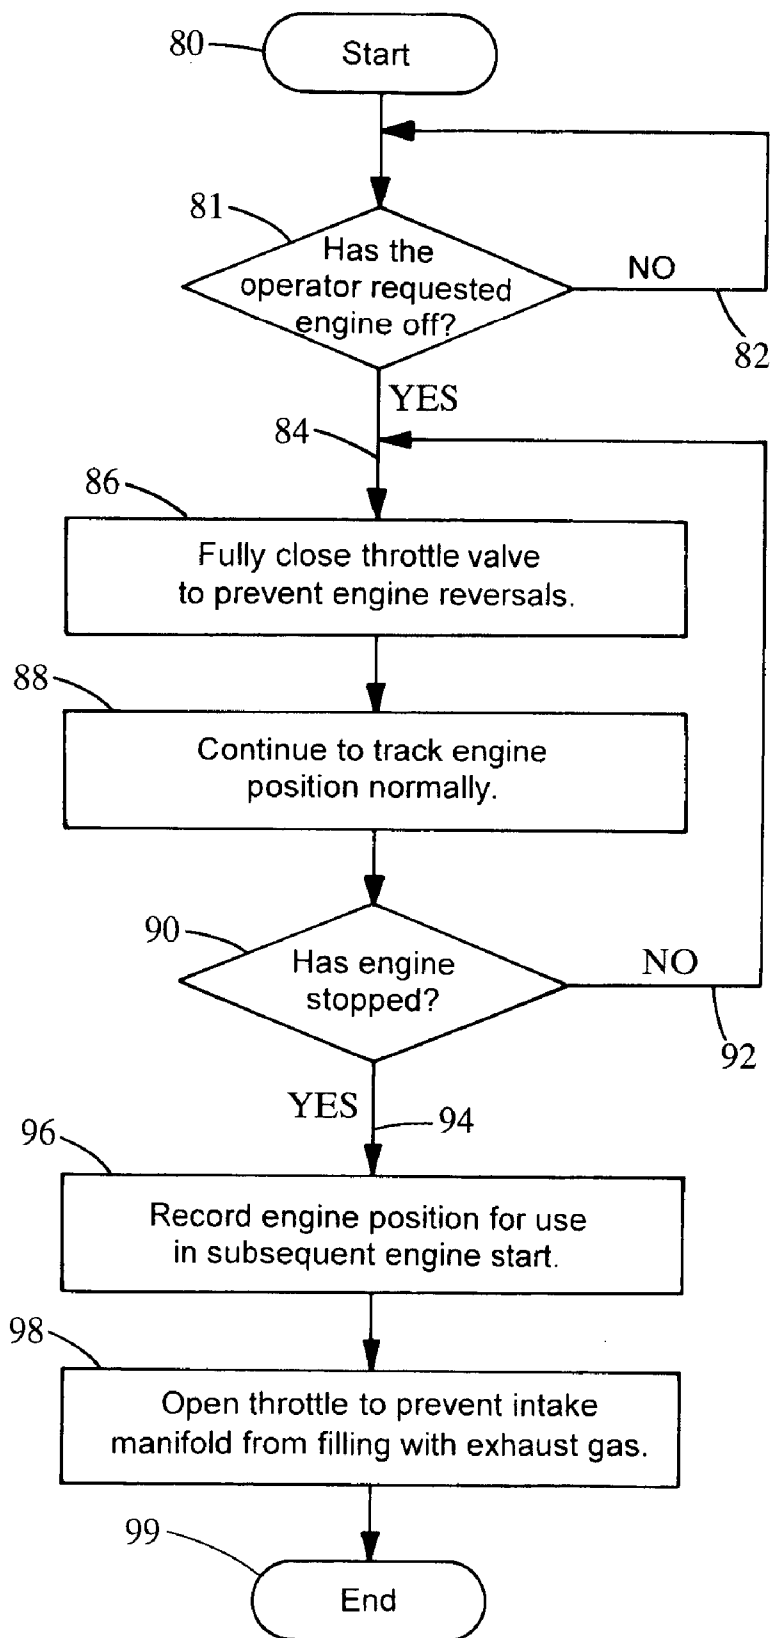 80
Start
81
Has the
operator requested
engine off?
NO
82
YES
84
86
Fully close throttle valve
to prevent engine reversals.
88
Continue to track engine
position normally.
90
Has engine
stopped?
NO
92
YES
94
96
Record engine position for use
in subsequent engine start.
98
Open throttle to prevent intake
manifold from filling with exhaust gas.
99
End